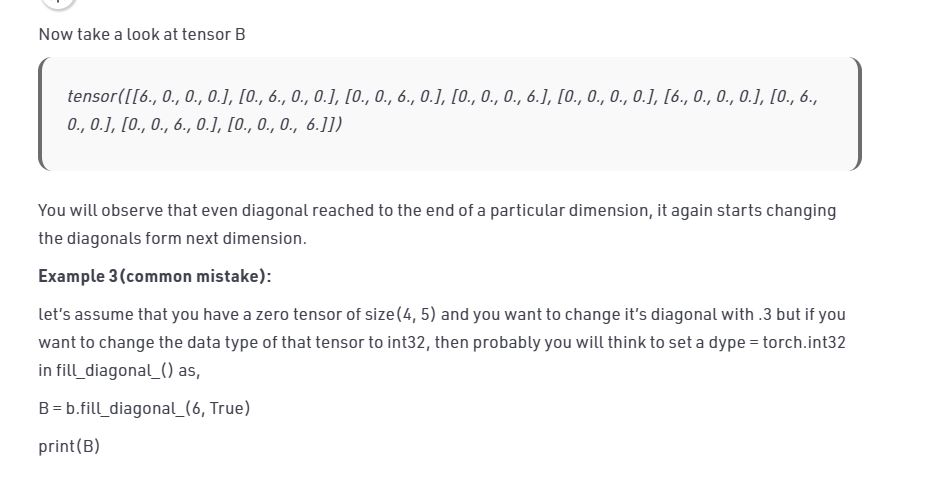 Now take a look at tensor B
tensor([[6., 0., 0., 0.], [0., 6., 0., 0.], [0., 0., 6., 0.], [0., 0., 0., 6.], [0., 0., 0., 0.], [6., 0., 0., 0.], [0., 6.,
0., 0.], [0., 0., 6., 0.], [0., 0., 0.,  6.]])
You will observe that even diagonal reached to the end of a particular dimension, it again starts changing
the diagonals form next dimension.
Example 3(common mistake):
let’s assume that you have a zero tensor of size(4, 5) and you want to change it’s diagonal with .3 but if you
want to change the data type of that tensor to int32, then probably you will think to set a dype = torch.int32
in fill_diagonal_() as,
B = b.fill_diagonal_(6, True)
print(B)